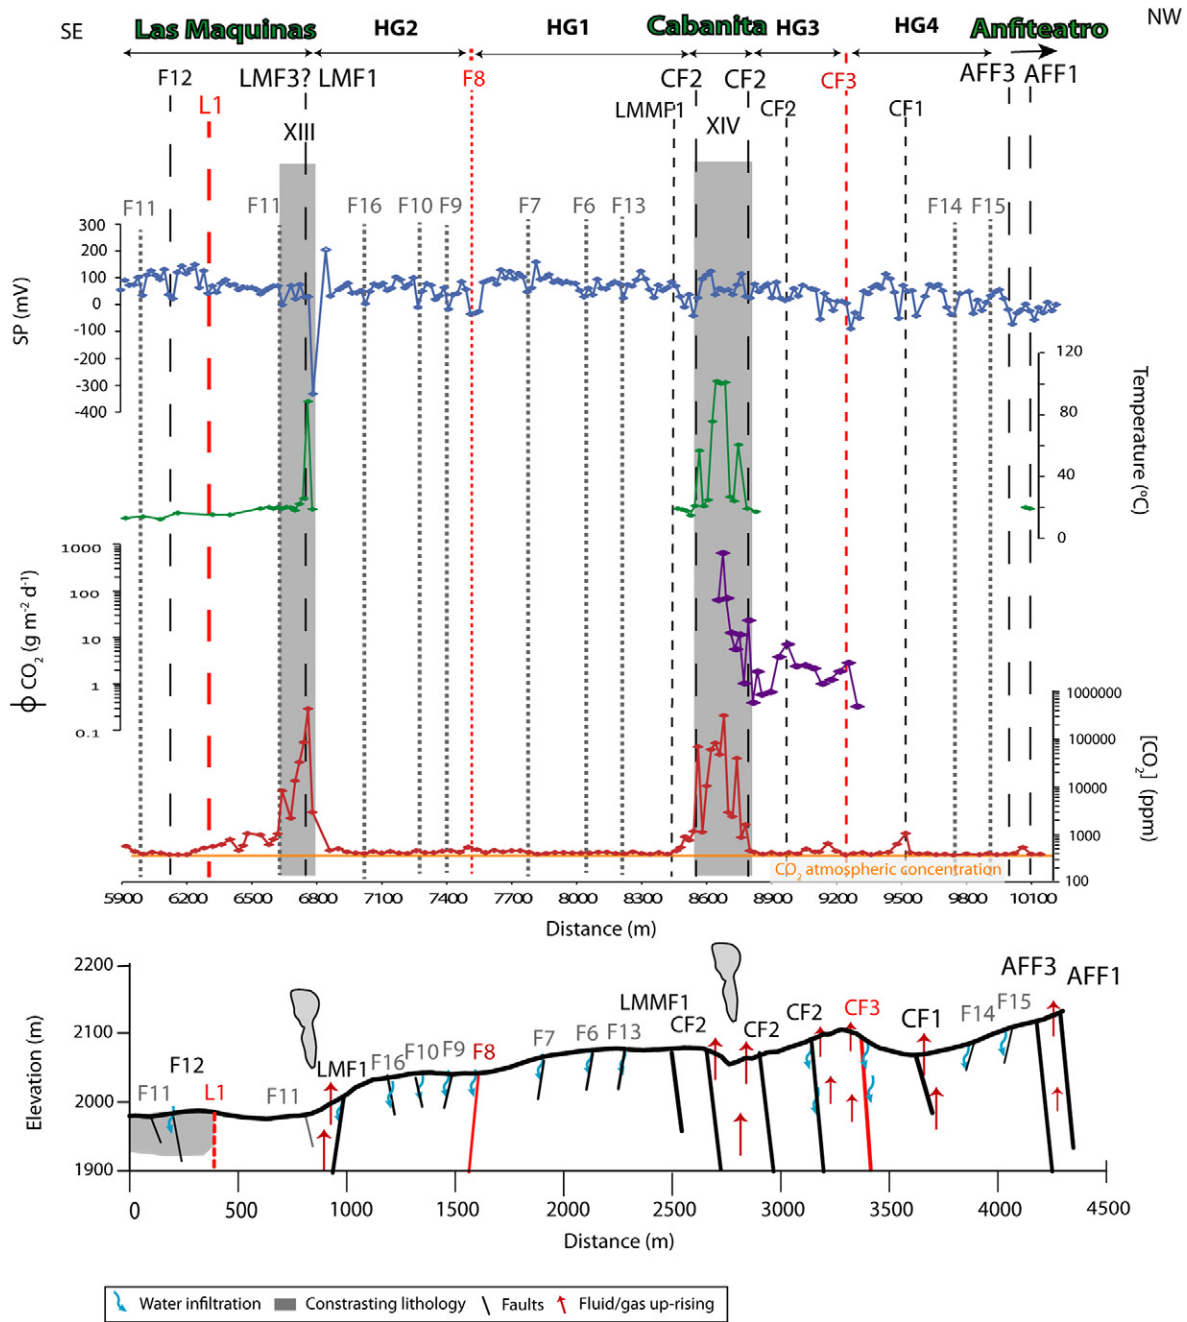 SE
Las Maquinas
HG2
HG1
Cabanita
HG3
HG4
Anfiteatro
NW
F12
LMF3?
LMF1
F8
CF2
CF2
CF3
AFF3
AFF1
L1
XIII
LMMF1
XIV
CF2
CF1
F11
F11
F16
F10
F9
F7
F6
F13
F14
F15
300
200
100
0
-100
-200
-300
-400
SP (mV)
120
80
40
0
Temperature (ºC)
1000
100
10
1
0.1
ϕ CO2 (g m-2 d-1)
1000000
100000
10000
1000
100
[CO2] (ppm)
CO2 atmospheric concentration
5900 6200 6500 6800 7100 7400 7700 8000 8300 8600 8900 9200 9500 9800 10100
Distance (m)
2200
2100
2000
1900
Elevation (m)
F11
F12
L1
F11
LMF1
F16
F10
F9
F8
F7
F6
F13
LMMF1
CF2
CF2
CF2
CF3
CF1
F14
F15
AFF3
AFF1
0 500 1000 1500 2000 2500 3000 3500 4000 4500
Distance (m)
Water infiltration Constrasting lithology Faults Fluid/gas up-rising